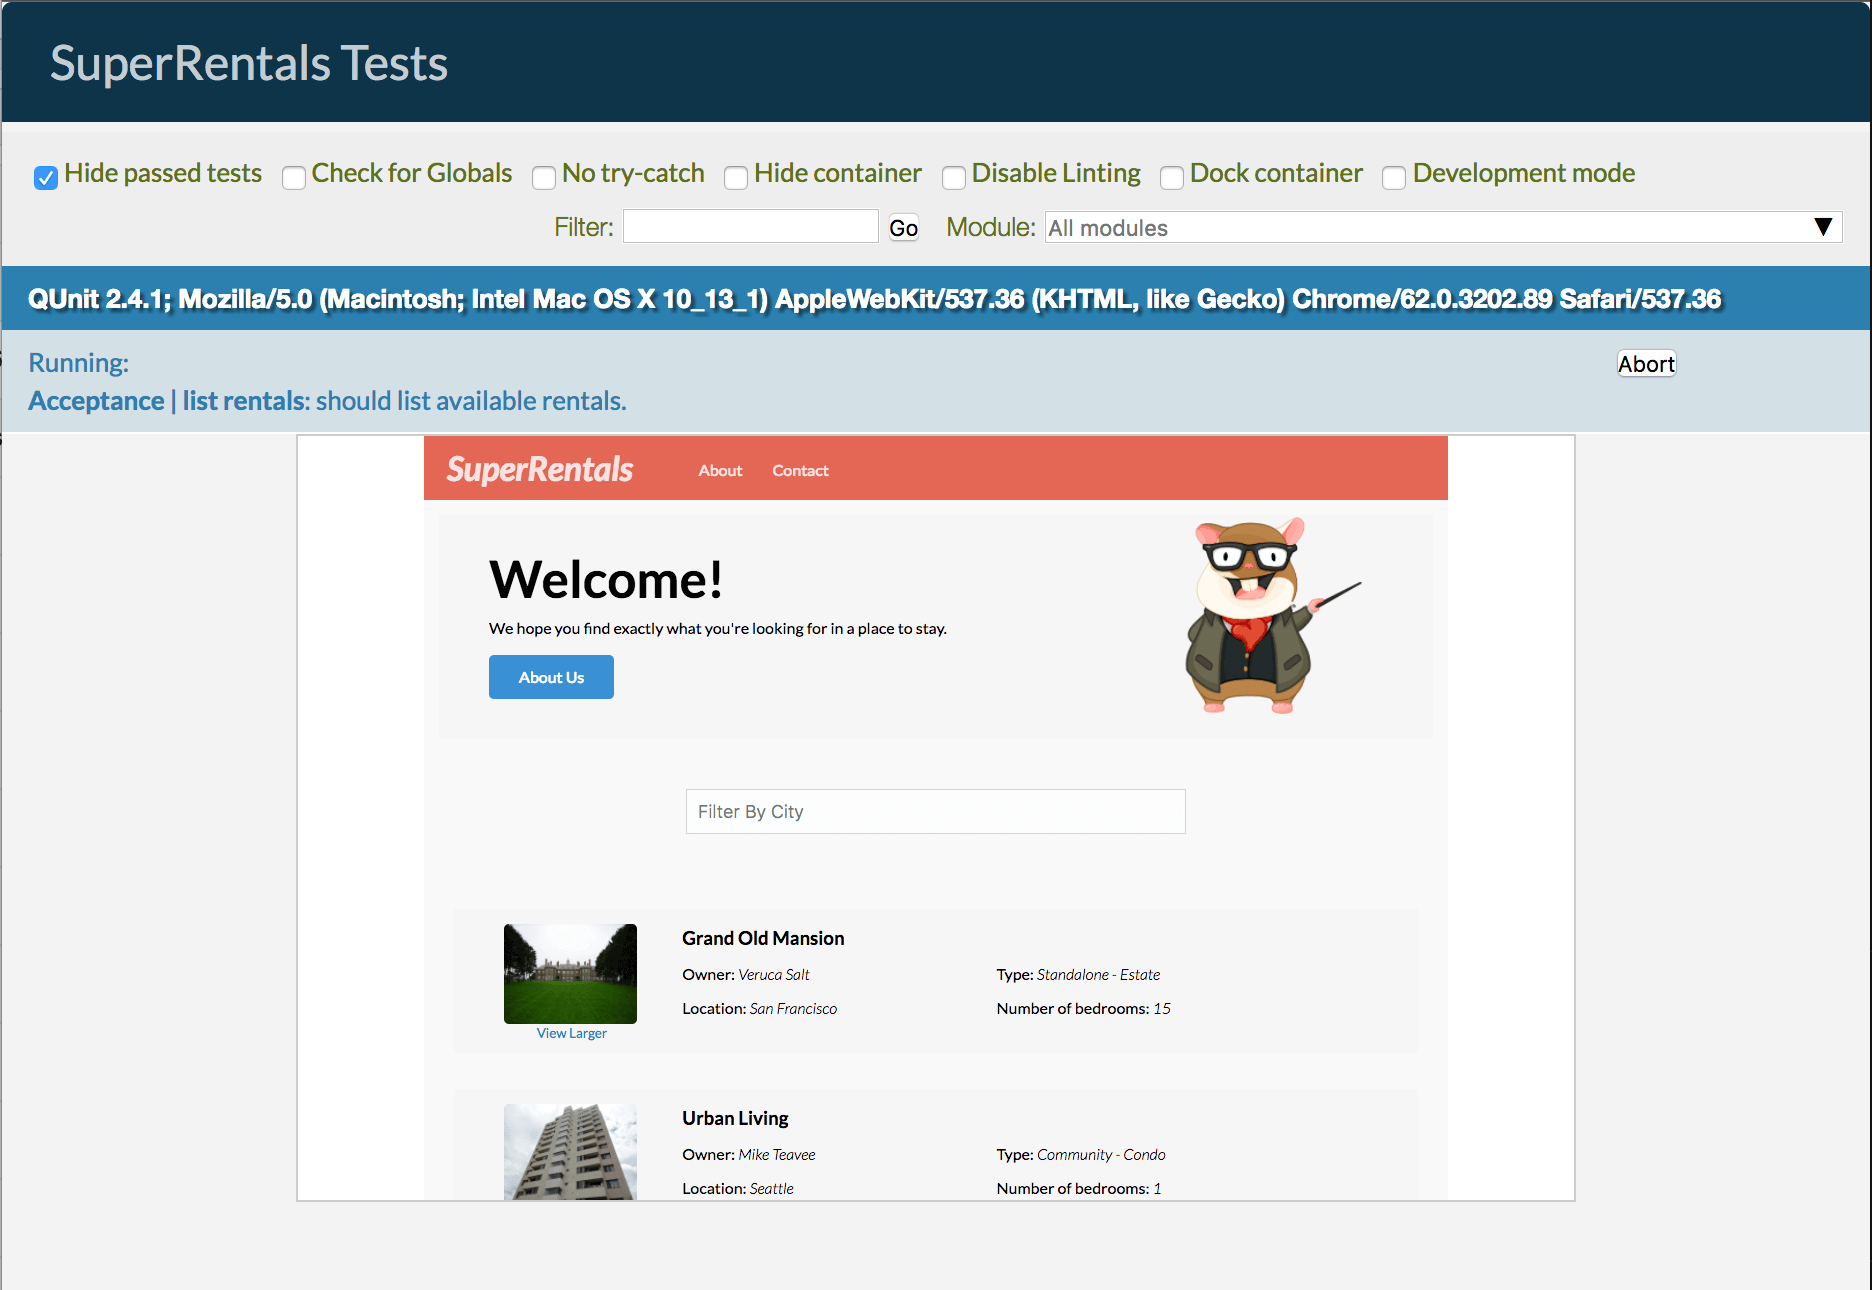 SuperRentals Tests
Hide passed tests Check for Globals No try-catch Hide container Disable Linting Dock container Development mode
Filter: Go Module: All modules ▼
QUnit 2.4.1; Mozilla/5.0 (Macintosh; Intel Mac OS X 10_13_1) AppleWebKit/537.36 (KHTML, like Gecko) Chrome/62.0.3202.89 Safari/537.36
Running: Abort
Acceptance | list rentals: should list available rentals.
SuperRentals About Contact
Welcome!
We hope you find exactly what you're looking for in a place to stay.
About Us
Filter By City
Grand Old Mansion
Owner: Veruca Salt Type: Standalone - Estate
Location: San Francisco Number of bedrooms: 15
View Larger
Urban Living
Owner: Mike Teavee Type: Community - Condo
Location: Seattle Number of bedrooms: 1